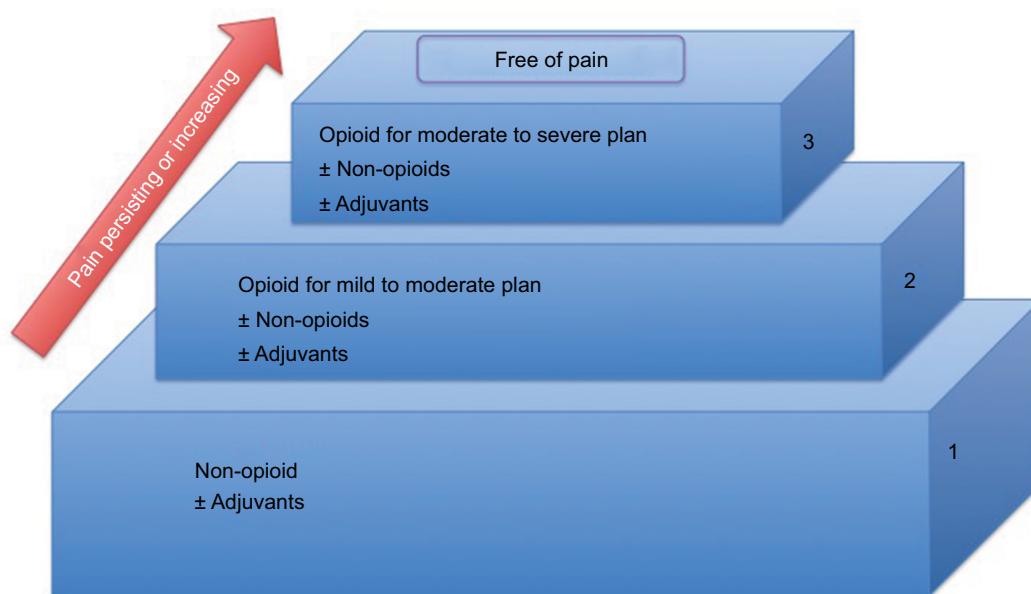 Free of pain
Pain persisting or increasing
Opioid for moderate to severe plan
± Non-opioids
± Adjuvants
3
Opioid for mild to moderate plan
± Non-opioids
± Adjuvants
2
Non-opioid
± Adjuvants
1